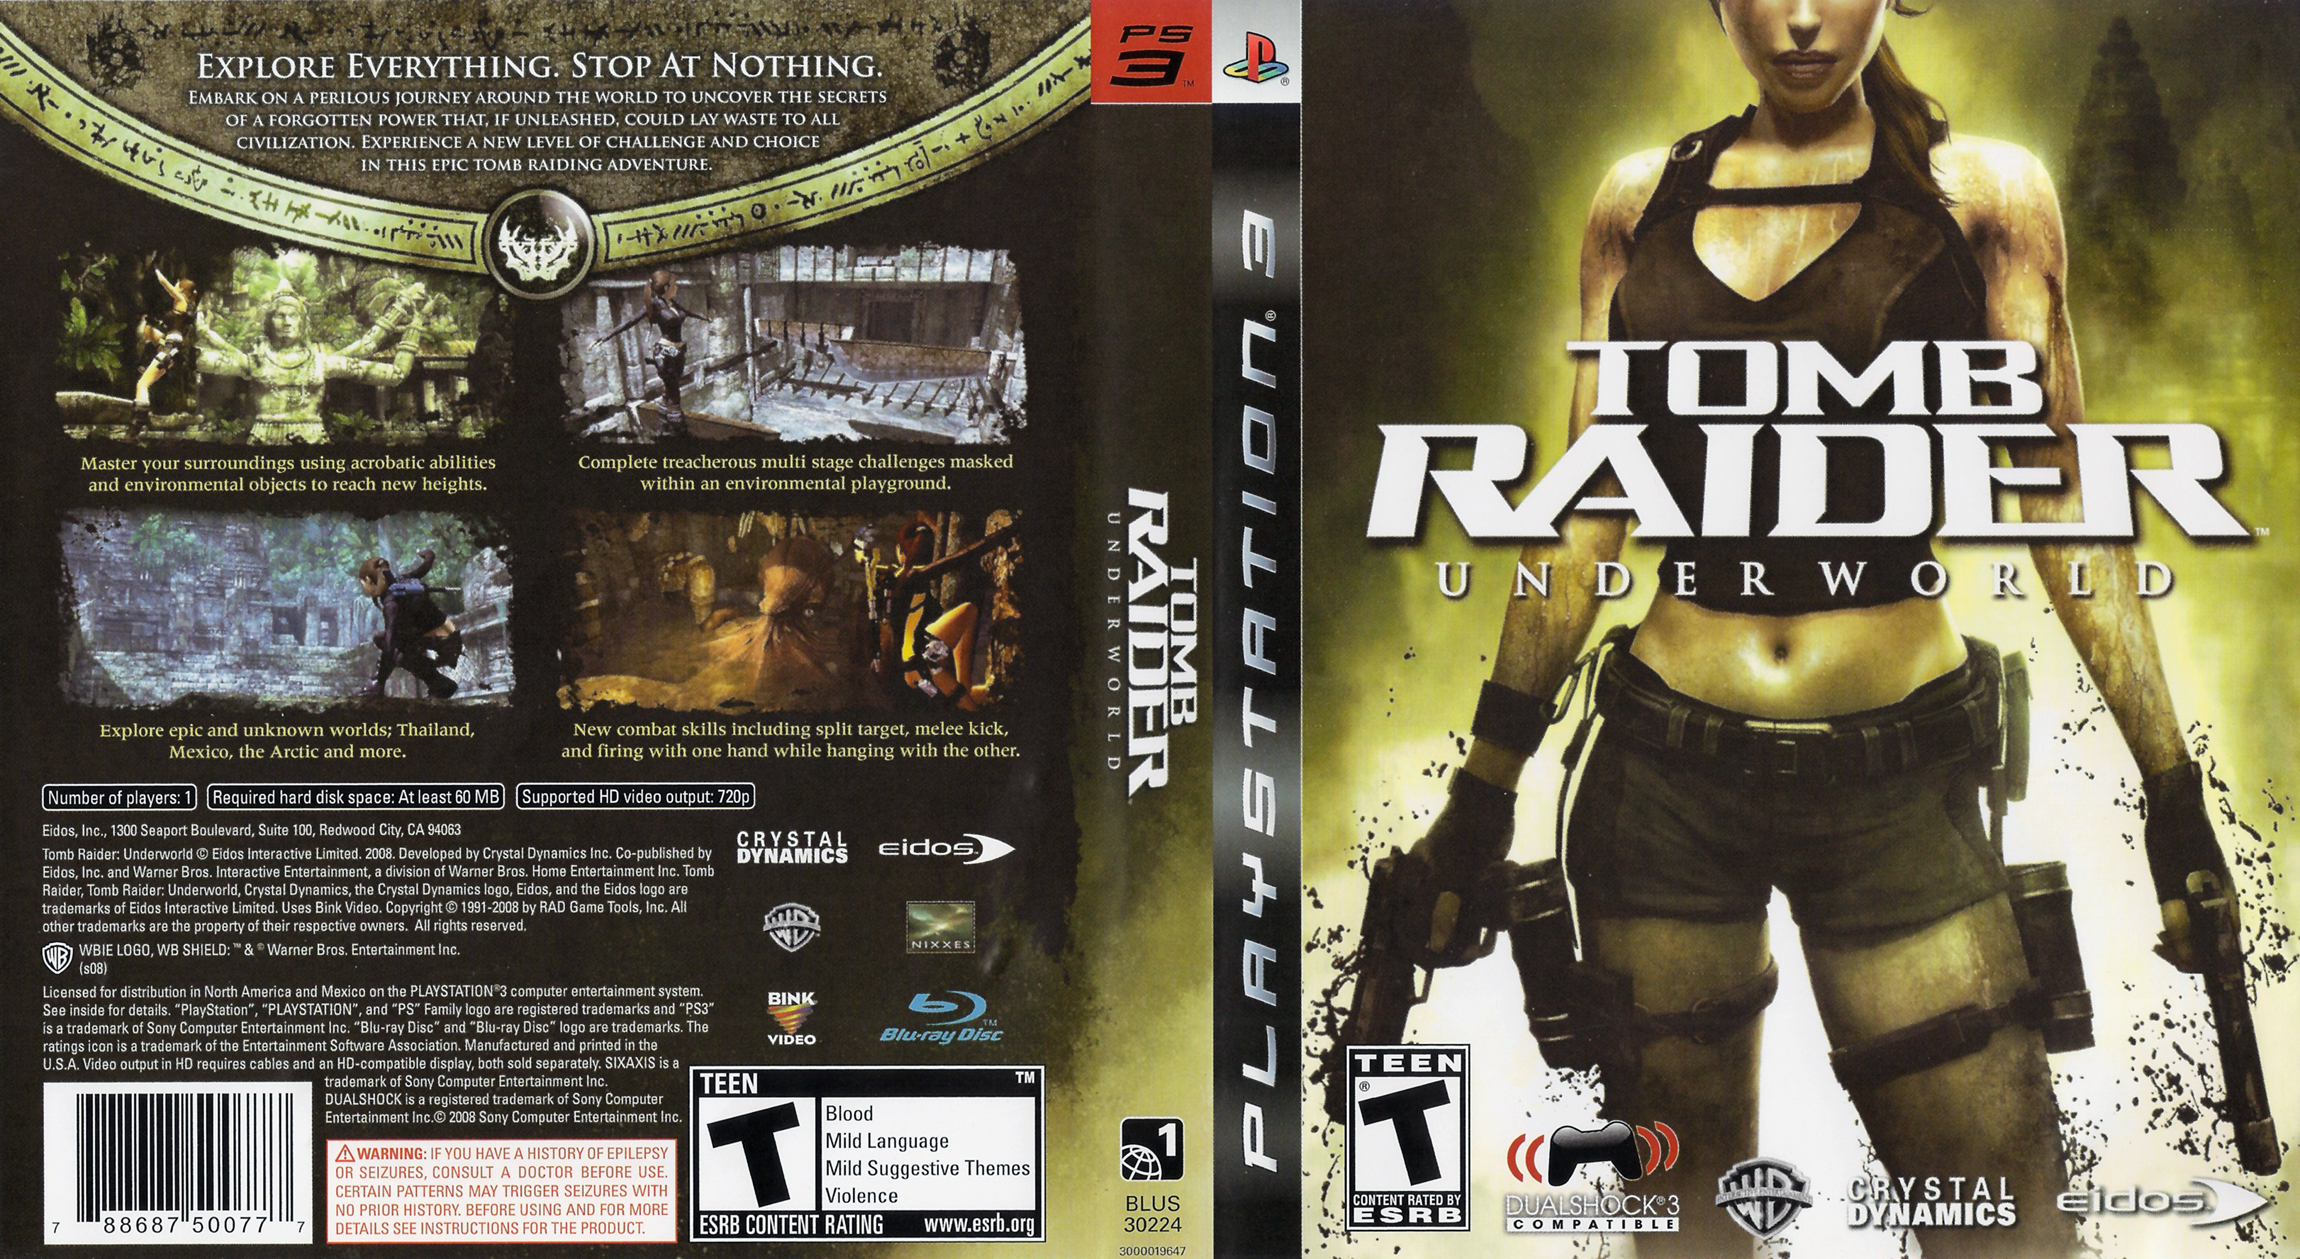 EXPLORE EVERYTHING. STOP AT NOTHING.
EMBARK ON A PERILOUS JOURNEY AROUND THE WORLD TO UNCOVER THE SECRETS
OF A FORGOTTEN POWER THAT, IF UNLEASHED, COULD LAY WASTE TO ALL
CIVILIZATION. EXPERIENCE A NEW LEVEL OF CHALLENGE AND CHOICE
IN THIS EPIC TOMB RAIDING ADVENTURE.
Master your surroundings using acrobatic abilities
and environmental objects to reach new heights.
Complete treacherous multi stage challenges masked
within an environmental playground.
Explore epic and unknown worlds; Thailand,
Mexico, the Arctic and more.
New combat skills including split target, melee kick,
and firing with one hand while hanging with the other.
Number of players: 1
Required hard disk space: At least 60 MB
Supported HD video output: 720p
Eidos, Inc., 1300 Seaport Boulevard, Suite 100, Redwood City, CA 94063
Tomb Raider: Underworld © Eidos Interactive Limited. 2008. Developed by Crystal Dynamics Inc. Co-published by
Eidos, Inc. and Warner Bros. Interactive Entertainment, a division of Warner Bros. Home Entertainment Inc. Tomb
Raider, Tomb Raider: Underworld, Crystal Dynamics, the Crystal Dynamics logo, Eidos, and the Eidos logo are
trademarks of Eidos Interactive Limited. Uses Bink Video. Copyright © 1991-2008 by RAD Game Tools, Inc. All
other trademarks are the property of their respective owners. All rights reserved.
WB WBIE LOGO, WB SHIELD: ™ & © Warner Bros. Entertainment Inc.
(s08)
Licensed for distribution in North America and Mexico on the PLAYSTATION®3 computer entertainment system.
See inside for details. “PlayStation”, “PLAYSTATION”, and “PS” Family logo are registered trademarks and “PS3”
is a trademark of Sony Computer Entertainment Inc. “Blu-ray Disc” and “Blu-ray Disc” logo are trademarks. The
ratings icon is a trademark of the Entertainment Software Association. Manufactured and printed in the
U.S.A. Video output in HD requires cables and an HD-compatible display, both sold separately. SIXAXIS is a
trademark of Sony Computer Entertainment Inc.
DUALSHOCK is a registered trademark of Sony Computer
Entertainment Inc.© 2008 Sony Computer Entertainment Inc.
CRYSTAL
DYNAMICS
eidos
WB
NIXXES
BINK
VIDEO
Blu-ray Disc™
7 88687 50077 7
WARNING: IF YOU HAVE A HISTORY OF EPILEPSY
OR SEIZURES, CONSULT A DOCTOR BEFORE USE.
CERTAIN PATTERNS MAY TRIGGER SEIZURES WITH
NO PRIOR HISTORY. BEFORE USING AND FOR MORE
DETAILS SEE INSTRUCTIONS FOR THE PRODUCT.
TEEN ™
T
Blood
Mild Language
Mild Suggestive Themes
Violence
ESRB CONTENT RATING www.esrb.org
PS
3™
TOMB
RAIDER
UNDERWORLD
1
BLUS
30224
3000019647
PLAYSTATION®3
TOMB
RAIDER™
UNDERWORLD
TEEN
T®
CONTENT RATED BY
ESRB
DUALSHOCK®3
COMPATIBLE
WB
CRYSTAL
DYNAMICS
eidos